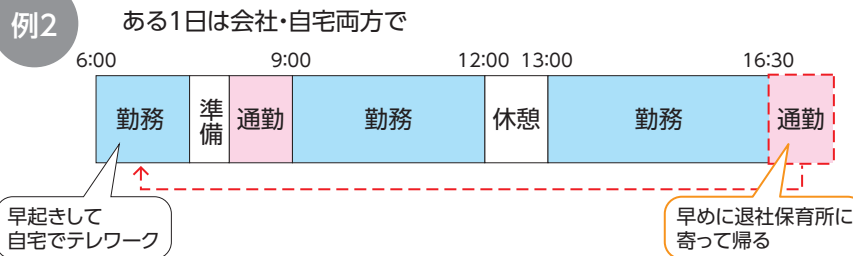 例2
ある1日は会社・自宅両方で
6:00 9:00 12:00 13:00 16:30
勤務 準備 通勤 勤務 休憩 勤務 通勤
早起きして
自宅でテレワーク
早めに退社保育所に
寄って帰る